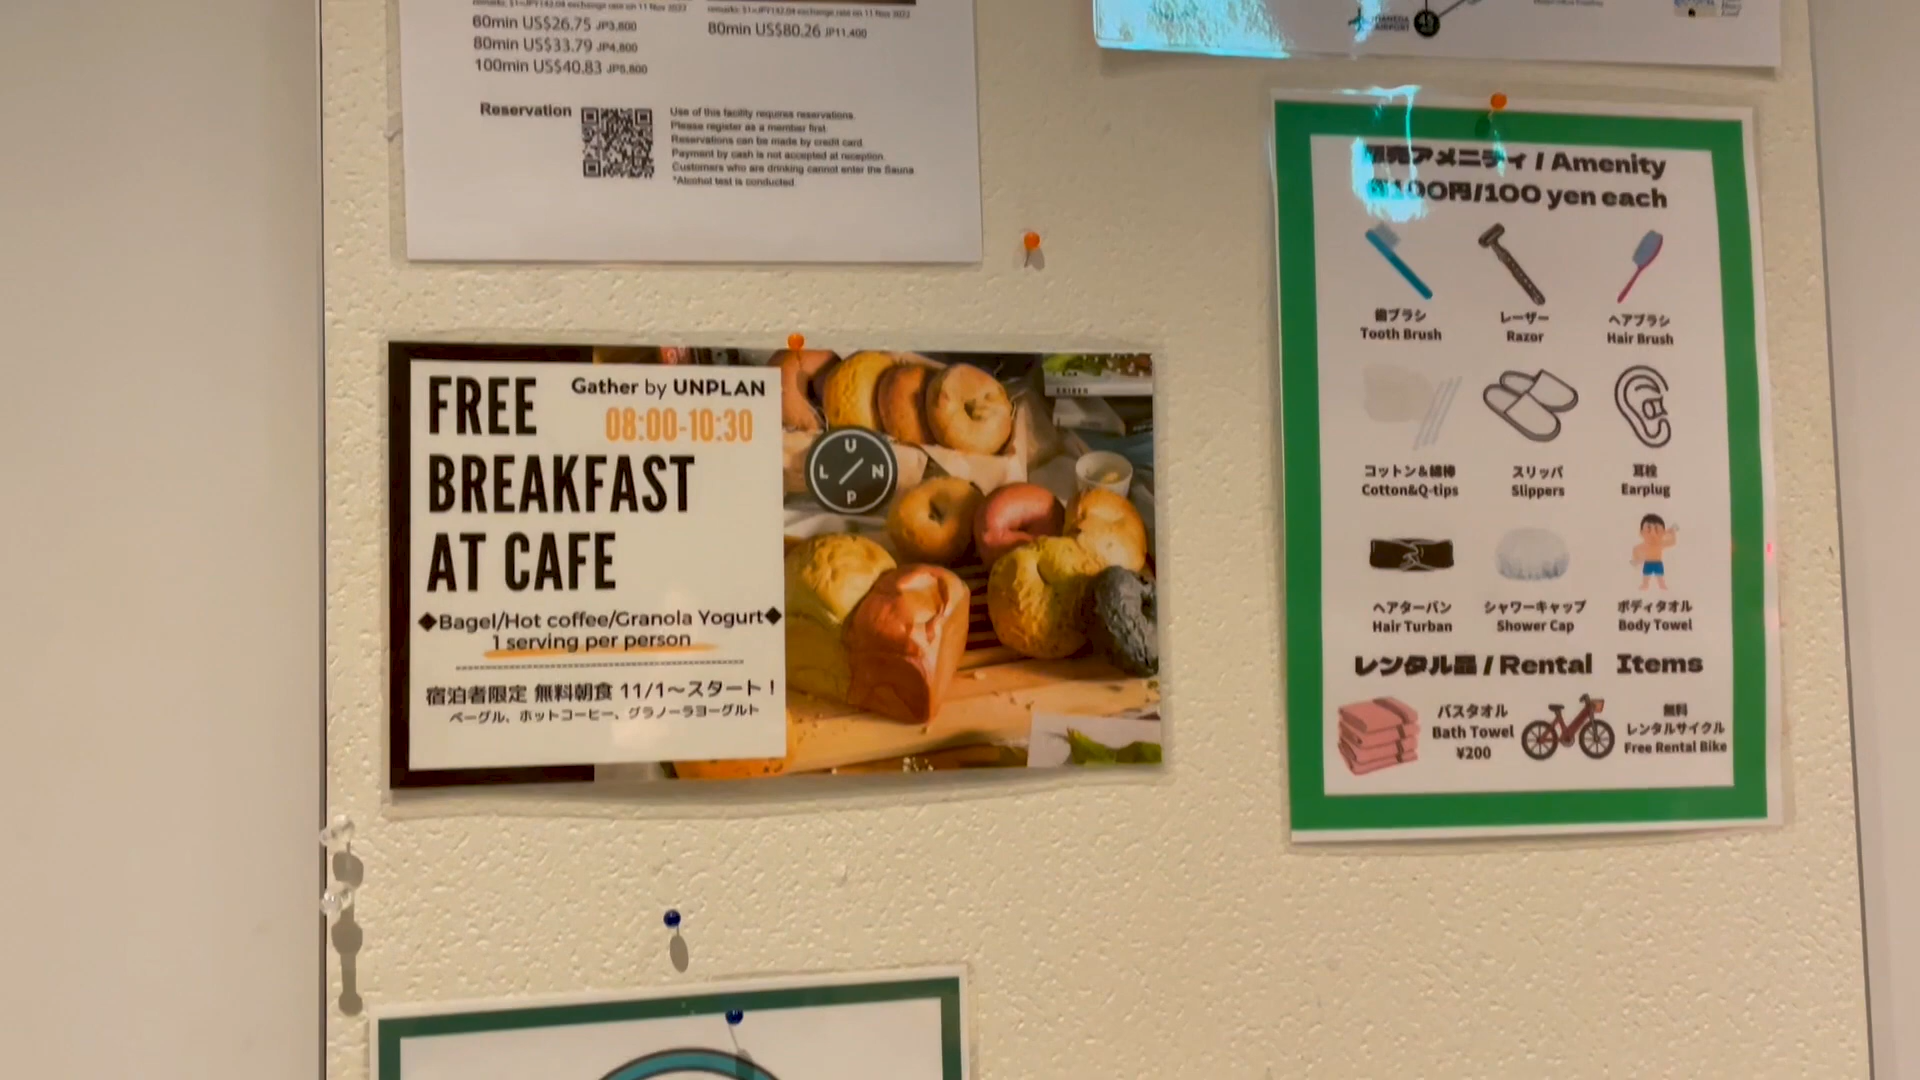 60min US$26.75 JP3,800
80min US$33.79 JP4,800
100min US$40.83 JP5,800
80min US$80.26 JP11,400
Reservation
Use of this facility requires reservations.
Please register as a member first.
Reservations can be made by credit card.
Payment by cash is not accepted at reception.
Customers who are drinking cannot enter the Sauna
*Alcohol test is conducted
FREE
BREAKFAST
AT CAFE
Gather by UNPLAN
08:00-10:30
◆Bagel/Hot coffee/Granola Yogurt◆
1 serving per person
宿泊者限定 無料朝食 11/1～スタート！
ベーグル、ホットコーヒー、グラノーラヨーグルト
U
L / N
P
アメニティ / Amenity
100円/100 yen each
歯ブラシ
Tooth Brush
レーザー
Razor
ヘアブラシ
Hair Brush
コットン&綿棒
Cotton&Q-tips
スリッパ
Slippers
耳栓
Earplug
ヘアターバン
Hair Turban
シャワーキャップ
Shower Cap
ボディタオル
Body Towel
レンタル品 / Rental Items
バスタオル
Bath Towel
¥200
無料
レンタルサイクル
Free Rental Bike